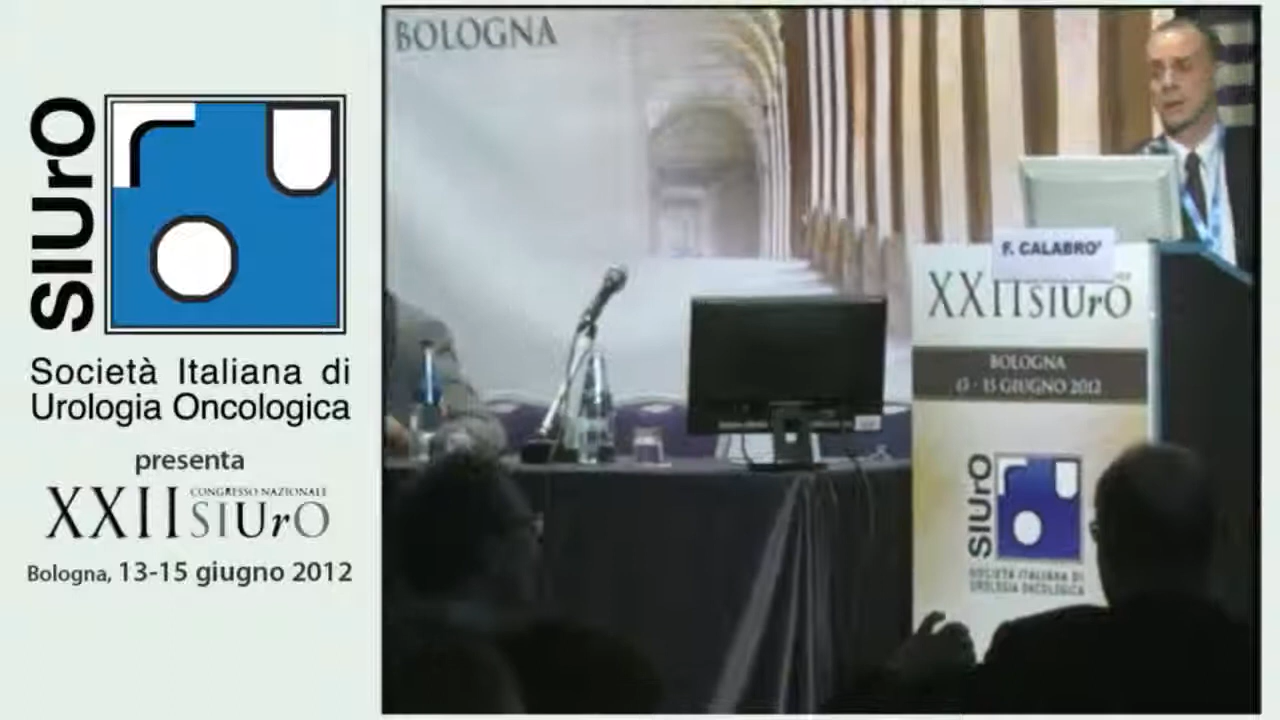 SIUrO
Società Italiana di
Urologia Oncologica
presenta
XXII CONGRESSO NAZIONALE
SIUrO
Bologna, 13-15 giugno 2012
BOLOGNA
F. CALABRO'
XXII SIUrO
BOLOGNA
13 - 15 GIUGNO 2012
SIUrO
SOCIETÀ ITALIANA DI
UROLOGIA ONCOLOGICA